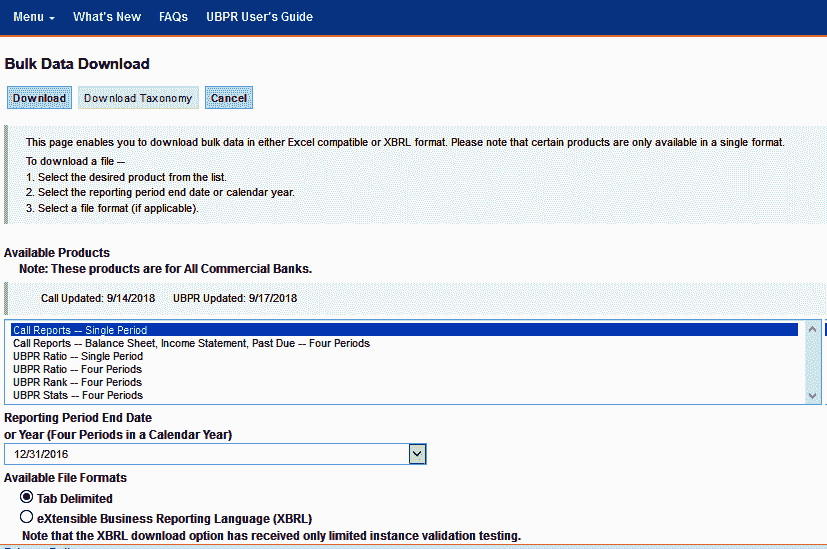 Menu What's New FAQs UBPR User's Guide
Bulk Data Download
Download Download Taxonomy Cancel
This page enables you to download bulk data in either Excel compatible or XBRL format. Please note that certain products are only available in a single format.
To download a file --
1. Select the desired product from the list.
2. Select the reporting period end date or calendar year.
3. Select a file format (if applicable).
Available Products
Note: These products are for All Commercial Banks.
Call Updated: 9/14/2018 UBPR Updated: 9/17/2018
Call Reports -- Single Period
Call Reports -- Balance Sheet, Income Statement, Past Due -- Four Periods
UBPR Ratio -- Single Period
UBPR Ratio -- Four Periods
UBPR Rank -- Four Periods
UBPR Stats -- Four Periods
Reporting Period End Date
or Year (Four Periods in a Calendar Year)
12/31/2016
Available File Formats
Tab Delimited
eXtensible Business Reporting Language (XBRL)
Note that the XBRL download option has received only limited instance validation testing.